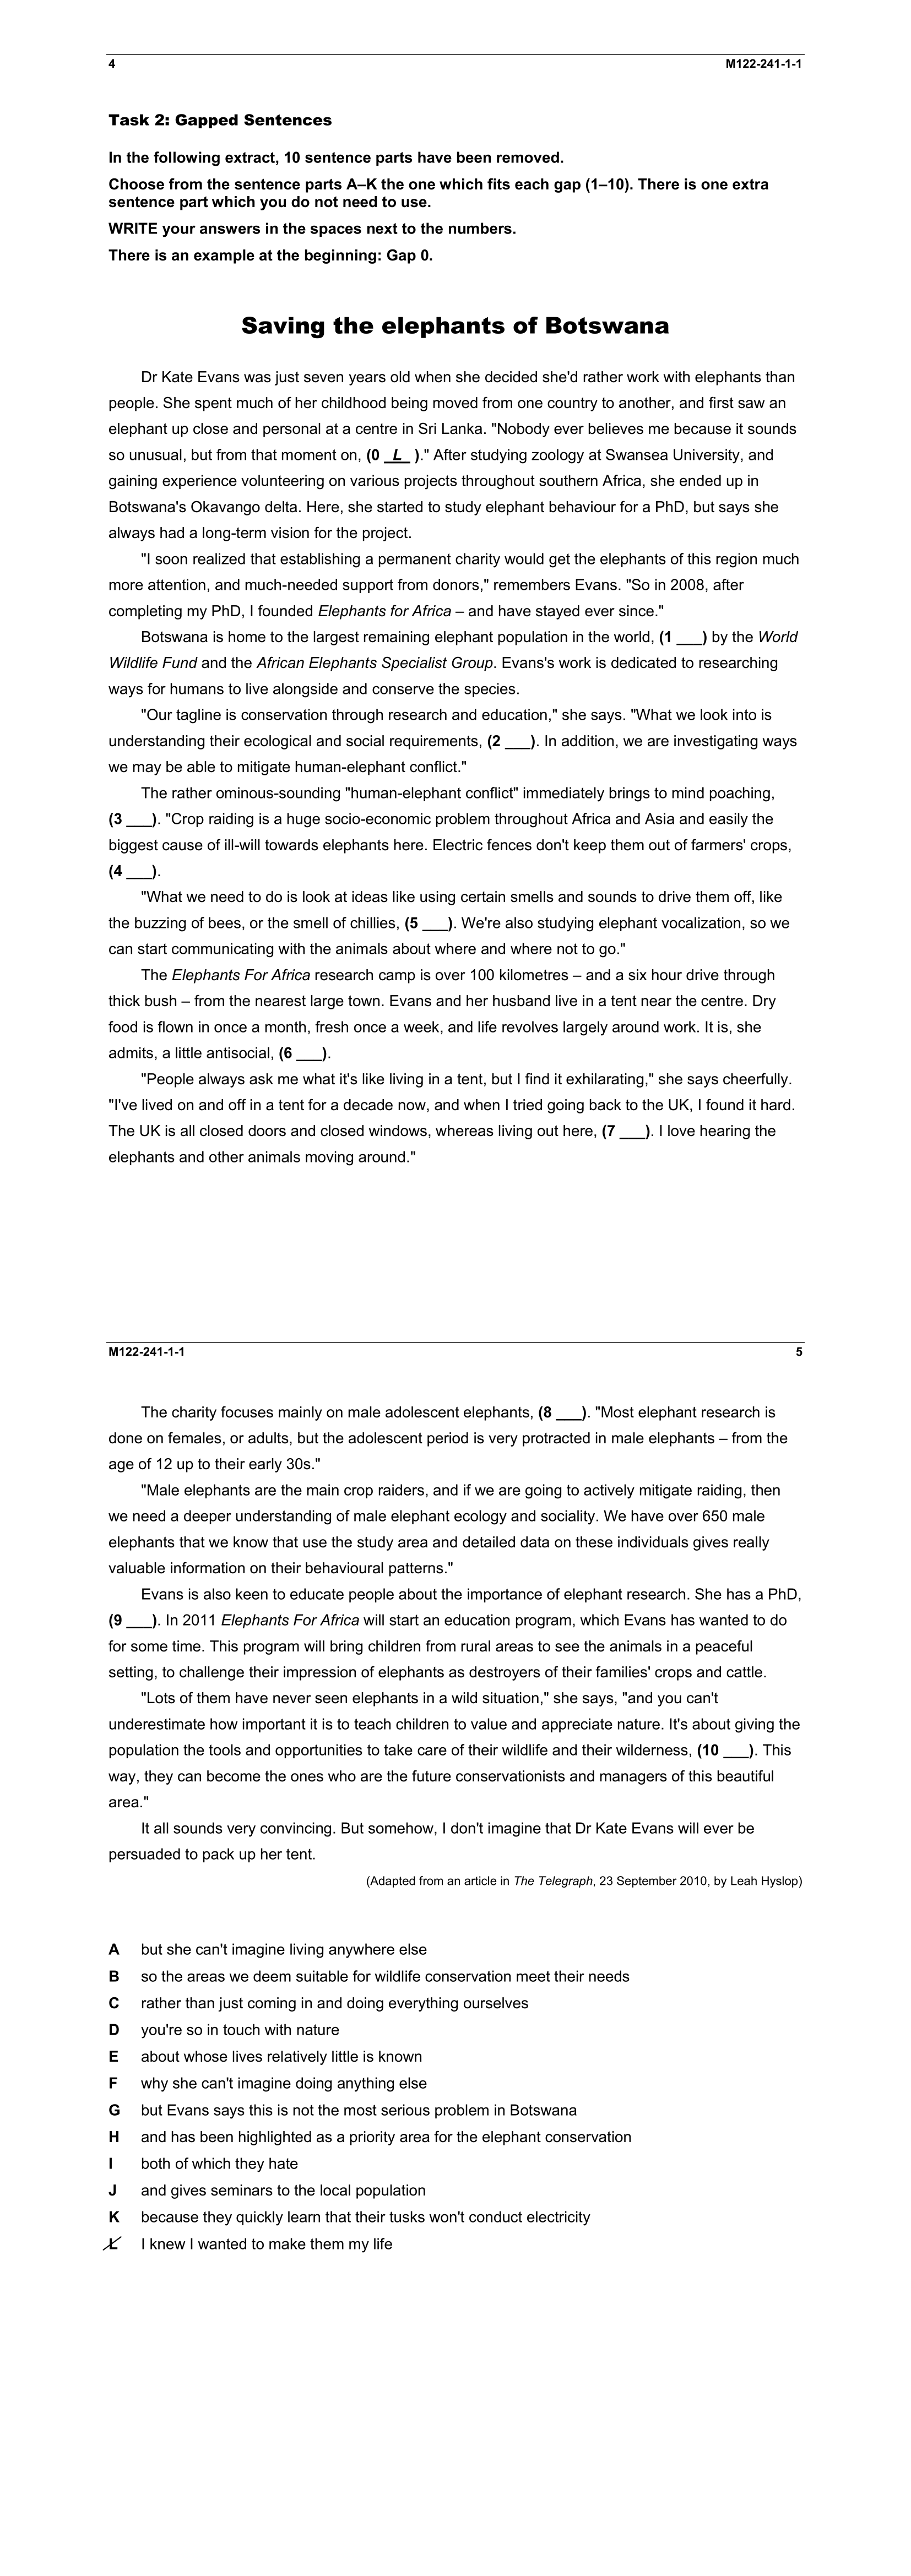 4 M122-241-1-1
Task 2: Gapped Sentences
In the following extract, 10 sentence parts have been removed.
Choose from the sentence parts A–K the one which fits each gap (1–10). There is one extra
sentence part which you do not need to use.
WRITE your answers in the spaces next to the numbers.
There is an example at the beginning: Gap 0.
Saving the elephants of Botswana
Dr Kate Evans was just seven years old when she decided she'd rather work with elephants than
people. She spent much of her childhood being moved from one country to another, and first saw an
elephant up close and personal at a centre in Sri Lanka. "Nobody ever believes me because it sounds
so unusual, but from that moment on, (0 _L_ )." After studying zoology at Swansea University, and
gaining experience volunteering on various projects throughout southern Africa, she ended up in
Botswana's Okavango delta. Here, she started to study elephant behaviour for a PhD, but says she
always had a long-term vision for the project.
"I soon realized that establishing a permanent charity would get the elephants of this region much
more attention, and much-needed support from donors," remembers Evans. "So in 2008, after
completing my PhD, I founded Elephants for Africa – and have stayed ever since."
Botswana is home to the largest remaining elephant population in the world, (1 ___) by the World
Wildlife Fund and the African Elephants Specialist Group. Evans's work is dedicated to researching
ways for humans to live alongside and conserve the species.
"Our tagline is conservation through research and education," she says. "What we look into is
understanding their ecological and social requirements, (2 ___). In addition, we are investigating ways
we may be able to mitigate human-elephant conflict."
The rather ominous-sounding "human-elephant conflict" immediately brings to mind poaching,
(3 ___). "Crop raiding is a huge socio-economic problem throughout Africa and Asia and easily the
biggest cause of ill-will towards elephants here. Electric fences don't keep them out of farmers' crops,
(4 ___).
"What we need to do is look at ideas like using certain smells and sounds to drive them off, like
the buzzing of bees, or the smell of chillies, (5 ___). We're also studying elephant vocalization, so we
can start communicating with the animals about where and where not to go."
The Elephants For Africa research camp is over 100 kilometres – and a six hour drive through
thick bush – from the nearest large town. Evans and her husband live in a tent near the centre. Dry
food is flown in once a month, fresh once a week, and life revolves largely around work. It is, she
admits, a little antisocial, (6 ___).
"People always ask me what it's like living in a tent, but I find it exhilarating," she says cheerfully.
"I've lived on and off in a tent for a decade now, and when I tried going back to the UK, I found it hard.
The UK is all closed doors and closed windows, whereas living out here, (7 ___). I love hearing the
elephants and other animals moving around."
M122-241-1-1 5
The charity focuses mainly on male adolescent elephants, (8 ___). "Most elephant research is
done on females, or adults, but the adolescent period is very protracted in male elephants – from the
age of 12 up to their early 30s."
"Male elephants are the main crop raiders, and if we are going to actively mitigate raiding, then
we need a deeper understanding of male elephant ecology and sociality. We have over 650 male
elephants that we know that use the study area and detailed data on these individuals gives really
valuable information on their behavioural patterns."
Evans is also keen to educate people about the importance of elephant research. She has a PhD,
(9 ___). In 2011 Elephants For Africa will start an education program, which Evans has wanted to do
for some time. This program will bring children from rural areas to see the animals in a peaceful
setting, to challenge their impression of elephants as destroyers of their families' crops and cattle.
"Lots of them have never seen elephants in a wild situation," she says, "and you can't
underestimate how important it is to teach children to value and appreciate nature. It's about giving the
population the tools and opportunities to take care of their wildlife and their wilderness, (10 ___). This
way, they can become the ones who are the future conservationists and managers of this beautiful
area."
It all sounds very convincing. But somehow, I don't imagine that Dr Kate Evans will ever be
persuaded to pack up her tent.
(Adapted from an article in The Telegraph, 23 September 2010, by Leah Hyslop)
A but she can't imagine living anywhere else
B so the areas we deem suitable for wildlife conservation meet their needs
C rather than just coming in and doing everything ourselves
D you're so in touch with nature
E about whose lives relatively little is known
F why she can't imagine doing anything else
G but Evans says this is not the most serious problem in Botswana
H and has been highlighted as a priority area for the elephant conservation
I both of which they hate
J and gives seminars to the local population
K because they quickly learn that their tusks won't conduct electricity
L I knew I wanted to make them my life